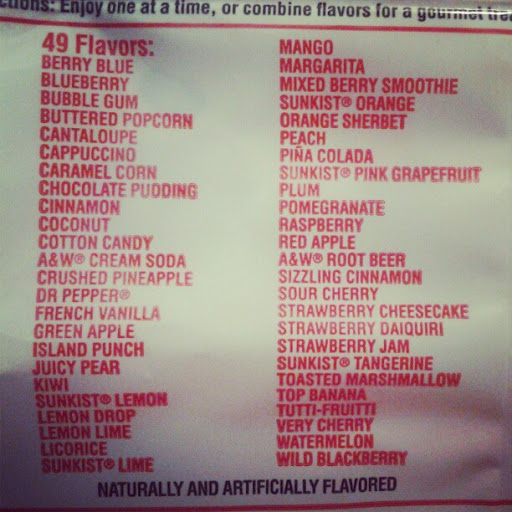 ctions: Enjoy one at a time, or combine flavors for a gourmet trea
49 Flavors:
BERRY BLUE
BLUEBERRY
BUBBLE GUM
BUTTERED POPCORN
CANTALOUPE
CAPPUCCINO
CARAMEL CORN
CHOCOLATE PUDDING
CINNAMON
COCONUT
COTTON CANDY
A&W® CREAM SODA
CRUSHED PINEAPPLE
DR PEPPER®
FRENCH VANILLA
GREEN APPLE
ISLAND PUNCH
JUICY PEAR
KIWI
SUNKIST® LEMON
LEMON DROP
LEMON LIME
LICORICE
SUNKIST® LIME
MANGO
MARGARITA
MIXED BERRY SMOOTHIE
SUNKIST® ORANGE
ORANGE SHERBET
PEACH
PIÑA COLADA
SUNKIST® PINK GRAPEFRUIT
PLUM
POMEGRANATE
RASPBERRY
RED APPLE
A&W® ROOT BEER
SIZZLING CINNAMON
SOUR CHERRY
STRAWBERRY CHEESECAKE
STRAWBERRY DAIQUIRI
STRAWBERRY JAM
SUNKIST® TANGERINE
TOASTED MARSHMALLOW
TOP BANANA
TUTTI-FRUITTI
VERY CHERRY
WATERMELON
WILD BLACKBERRY
NATURALLY AND ARTIFICIALLY FLAVORED